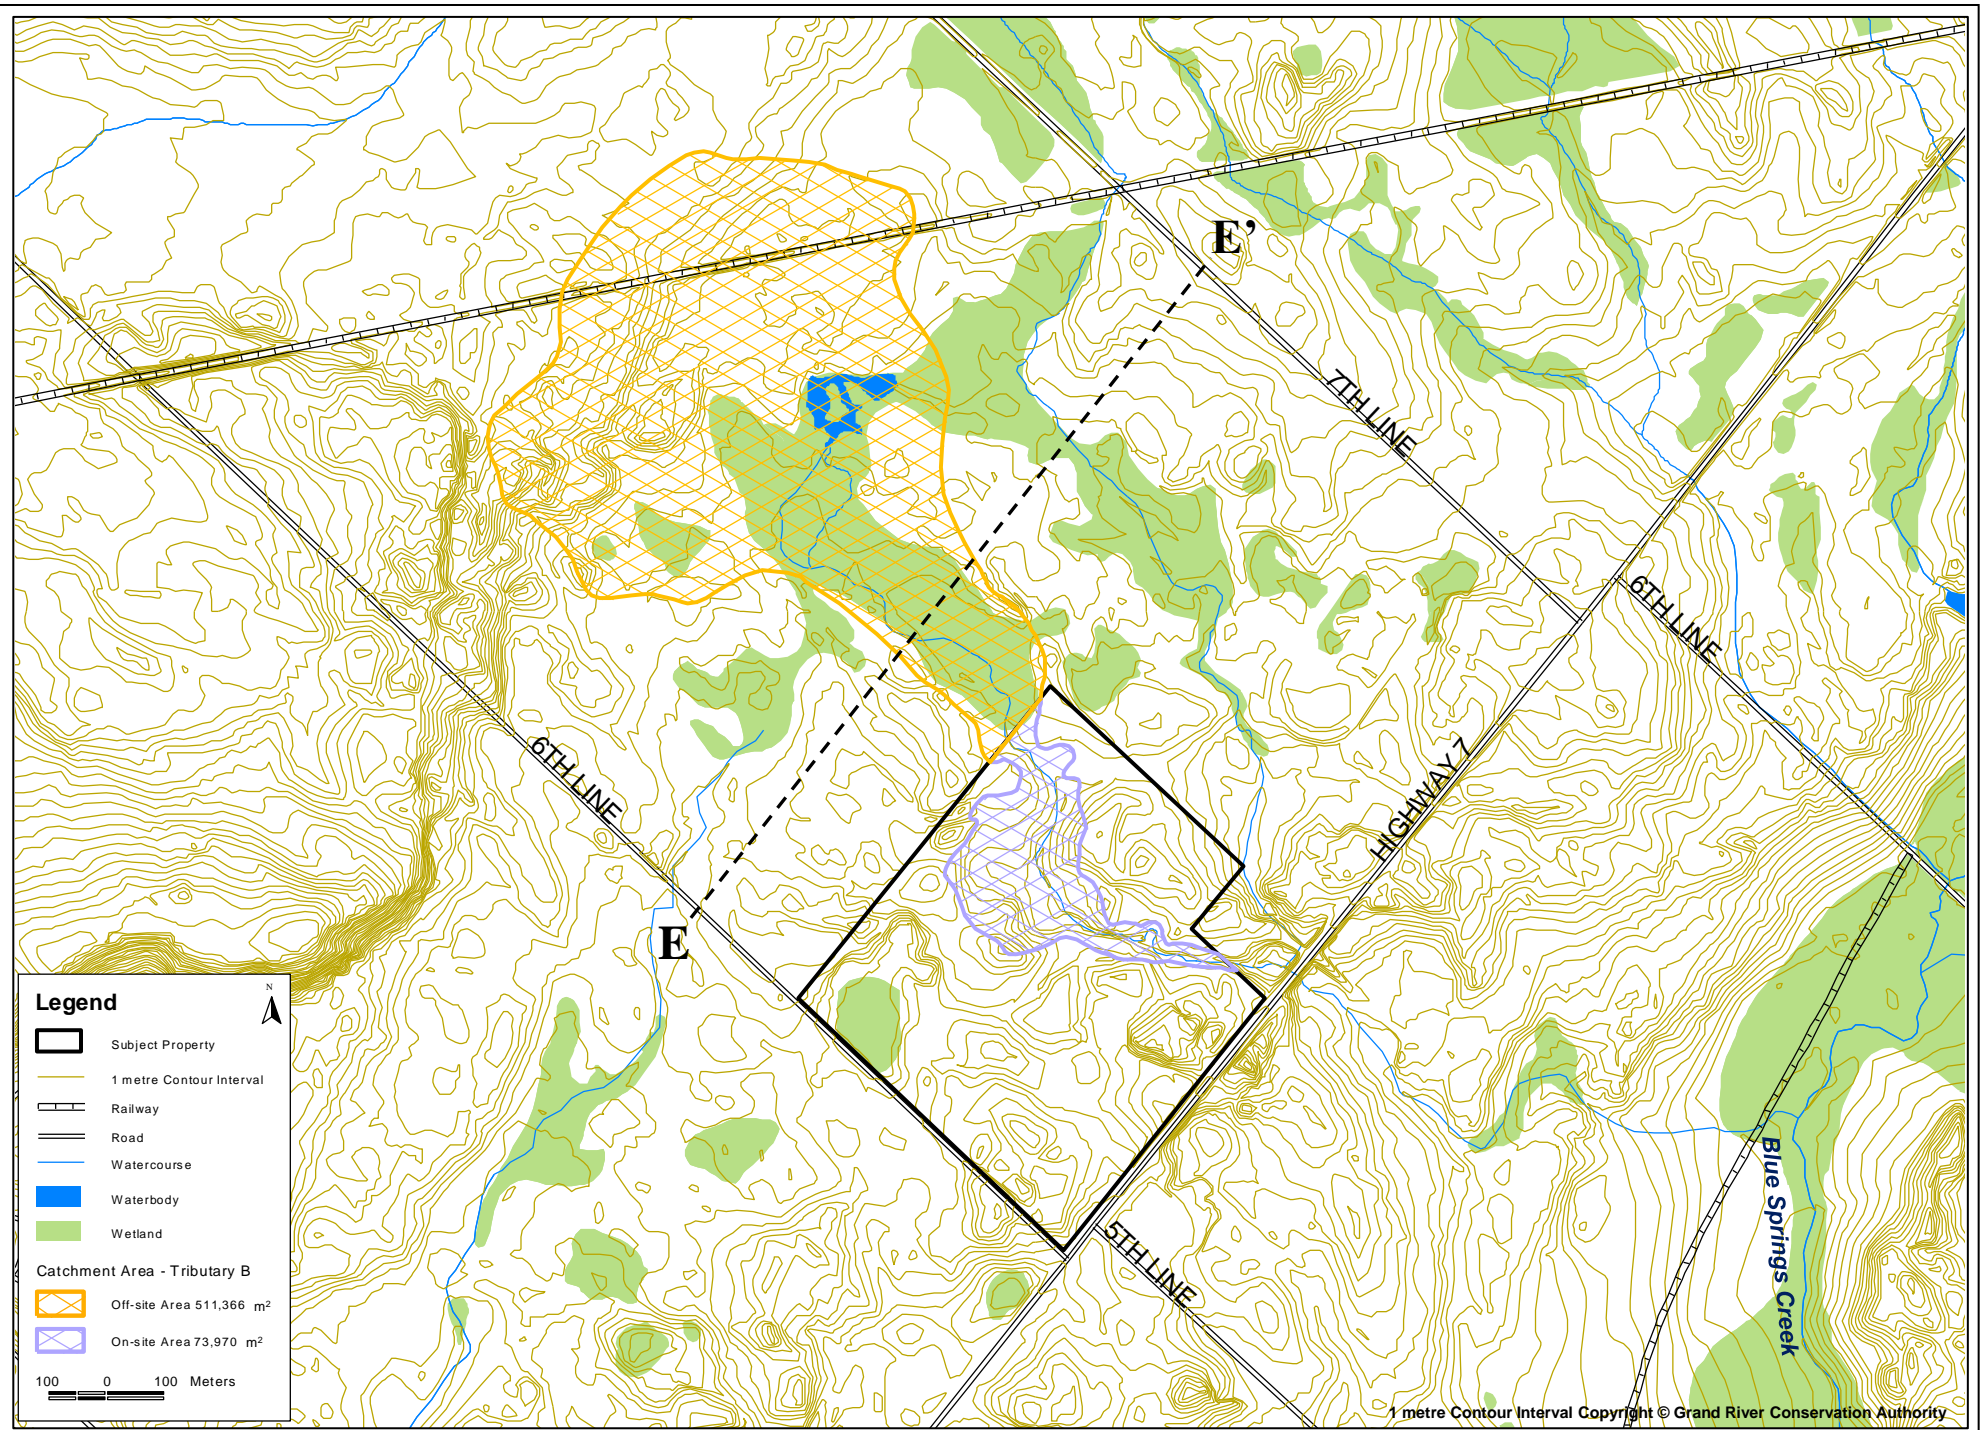 E’
7TH LINE
6TH LINE
HIGHWAY 7
6TH LINE
E
5TH LINE
Blue Springs Creek
Legend
N
Subject Property
1 metre Contour Interval
Railway
Road
Watercourse
Waterbody
Wetland
Catchment Area - Tributary B
Off-site Area 511,366 m²
On-site Area 73,970 m²
100 0 100 Meters
1 metre Contour Interval Copyright © Grand River Conservation Authority